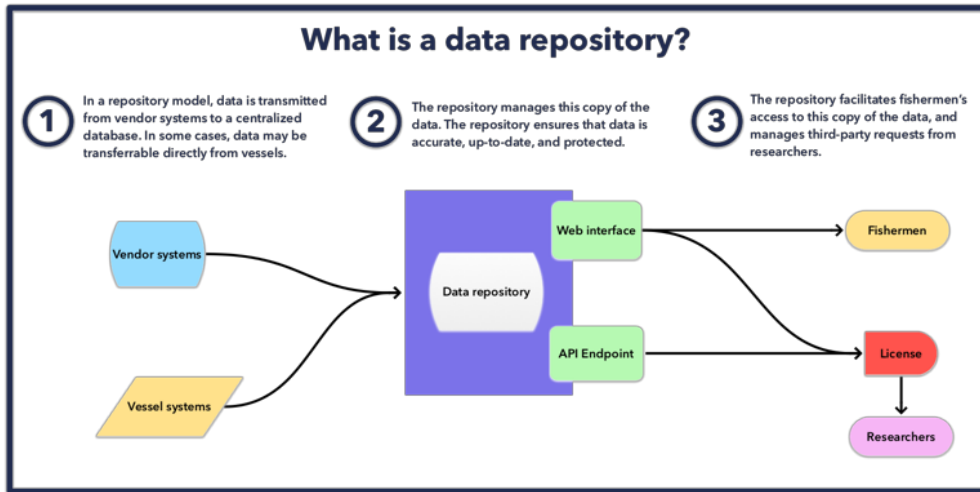 What is a data repository?
1
In a repository model, data is transmitted
from vendor systems to a centralized
database. In some cases, data may be
transferrable directly from vessels.
2
The repository manages this copy of the
data. The repository ensures that data is
accurate, up-to-date, and protected.
3
The repository facilitates fishermen's
access to this copy of the data, and
manages third-party requests from
researchers.
Vendor systems
Vessel systems
Data repository
Web interface
API Endpoint
Fishermen
License
Researchers